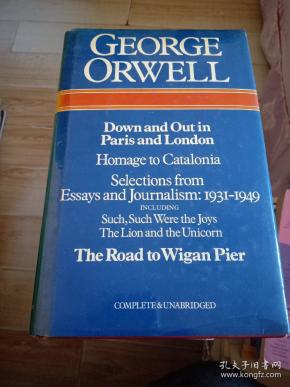 GEORGE
ORWELL
Down and Out in
Paris and London
Homage to Catalonia
Selections from
Essays and Journalism: 1931-1949
INCLUDING
Such, Such Were the Joys
The Lion and the Unicorn
The Road to Wigan Pier
COMPLETE & UNABRIDGED
孔夫子旧书网